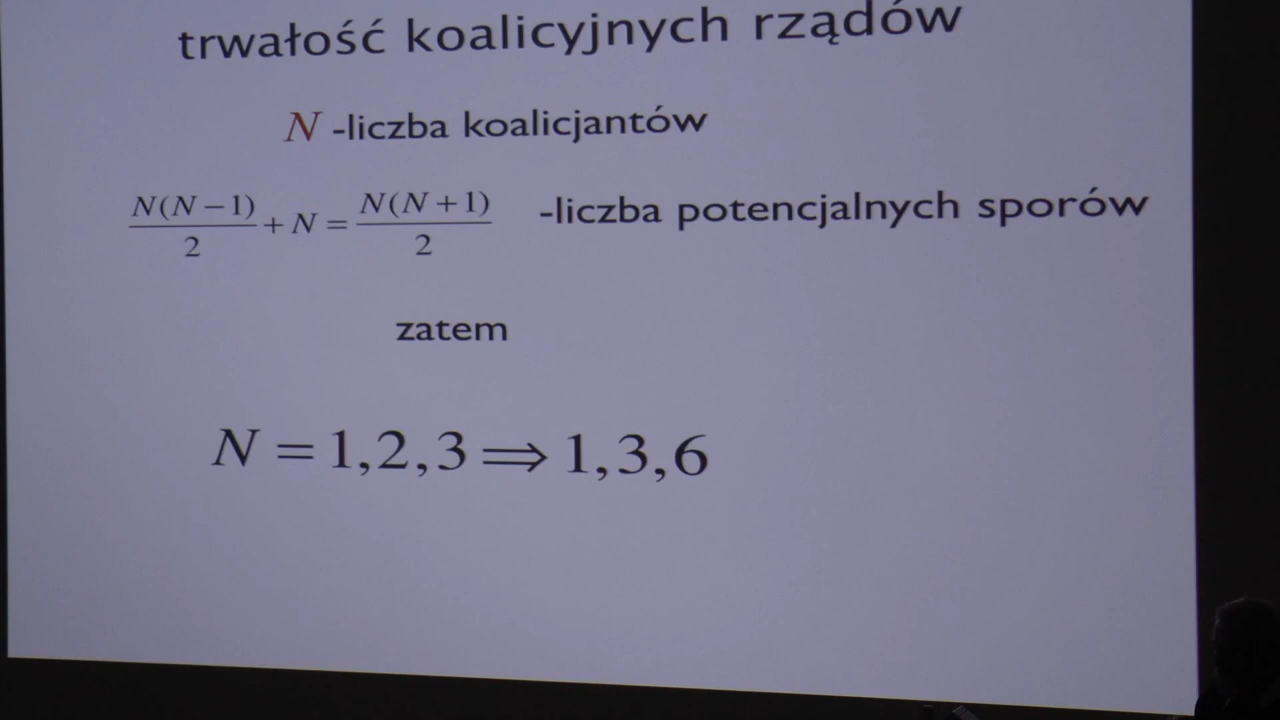 trwałość koalicyjnych rządów
N -liczba koalicjantów
N(N−1)/2 + N = N(N+1)/2 -liczba potencjalnych sporów
zatem
N = 1,2,3 ⇒ 1,3,6